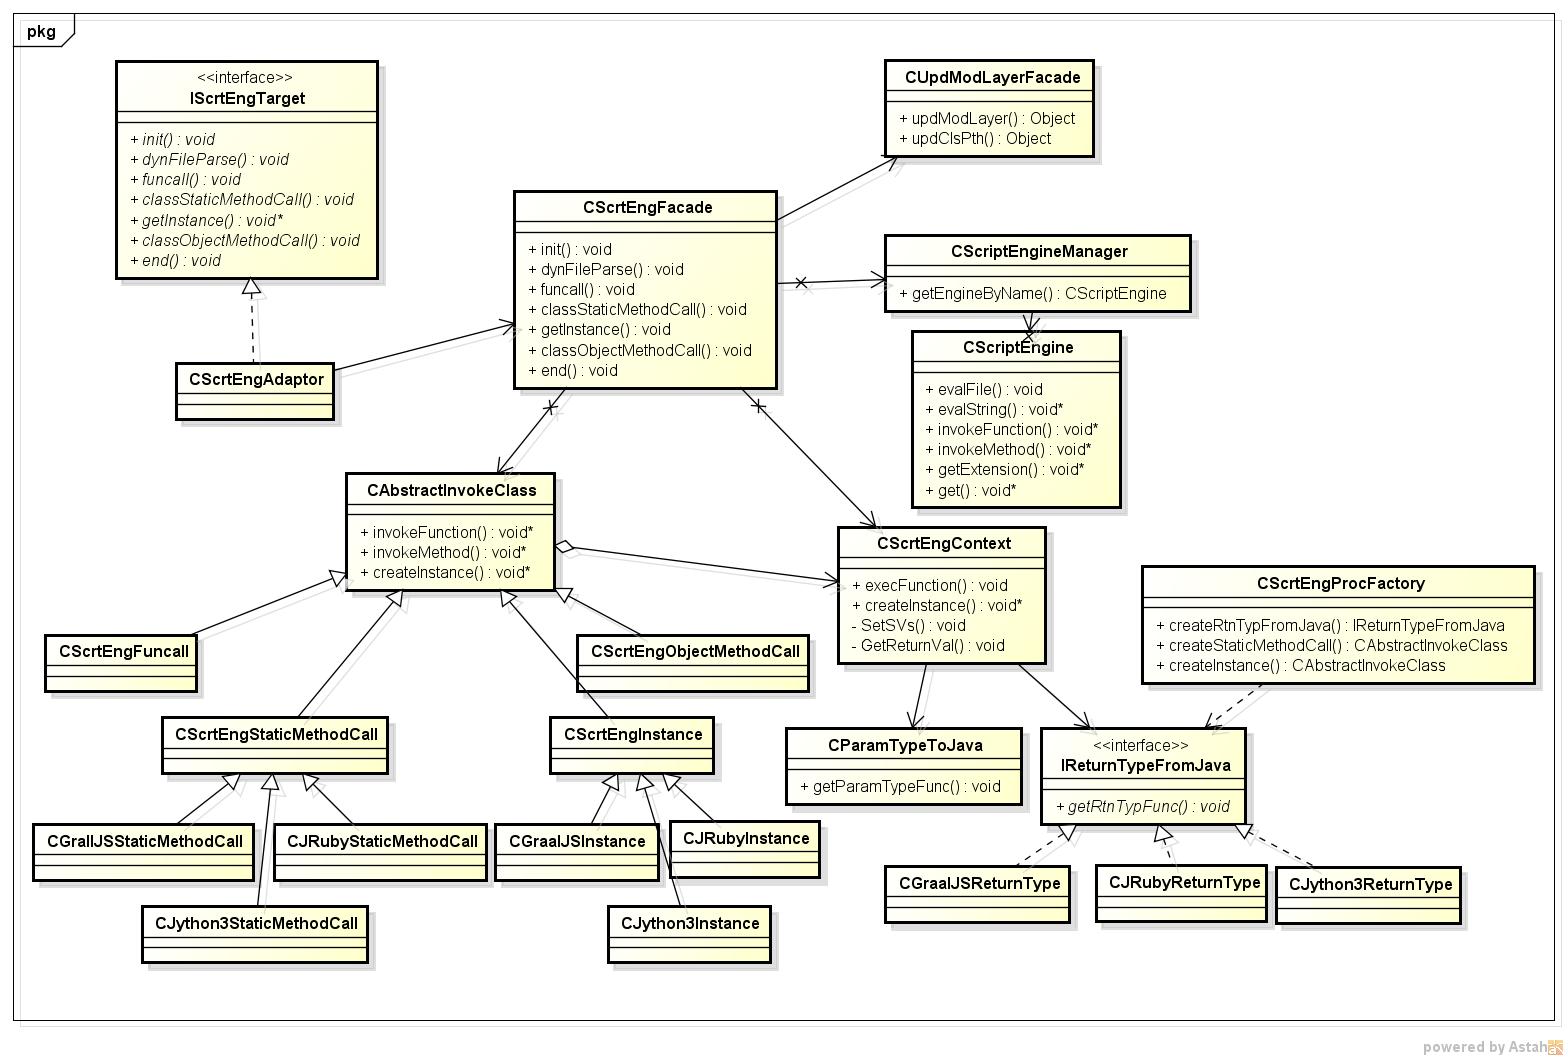 pkg
<<interface>>
IScrtEngTarget
+ init() : void
+ dynFileParse() : void
+ funcall() : void
+ classStaticMethodCall() : void
+ getInstance() : void*
+ classObjectMethodCall() : void
+ end() : void
CUpdModLayerFacade
+ updModLayer() : Object
+ updClsPth() : Object
CScrtEngFacade
+ init() : void
+ dynFileParse() : void
+ funcall() : void
+ classStaticMethodCall() : void
+ getInstance() : void
+ classObjectMethodCall() : void
+ end() : void
CScriptEngineManager
+ getEngineByName() : CScriptEngine
CScriptEngine
+ evalFile() : void
+ evalString() : void*
+ invokeFunction() : void*
+ invokeMethod() : void*
+ getExtension() : void*
+ get() : void*
CScrtEngAdaptor
CAbstractInvokeClass
+ invokeFunction() : void*
+ invokeMethod() : void*
+ createInstance() : void*
CScrtEngContext
+ execFunction() : void
+ createInstance() : void*
- SetSVs() : void
- GetReturnVal() : void
CScrtEngProcFactory
+ createRtnTypFromJava() : IReturnTypeFromJava
+ createStaticMethodCall() : CAbstractInvokeClass
+ createInstance() : CAbstractInvokeClass
CScrtEngFuncall
CScrtEngObjectMethodCall
CScrtEngStaticMethodCall
CScrtEngInstance
CParamTypeToJava
+ getParamTypeFunc() : void
<<interface>>
IReturnTypeFromJava
+ getRtnTypFunc() : void
CGralIJSStaticMethodCall
CJRubyStaticMethodCall
CGraalJSInstance
CJRubyInstance
CGraalJSReturnType
CJRubyReturnType
CJython3ReturnType
CJython3StaticMethodCall
CJython3Instance
powered by Astah